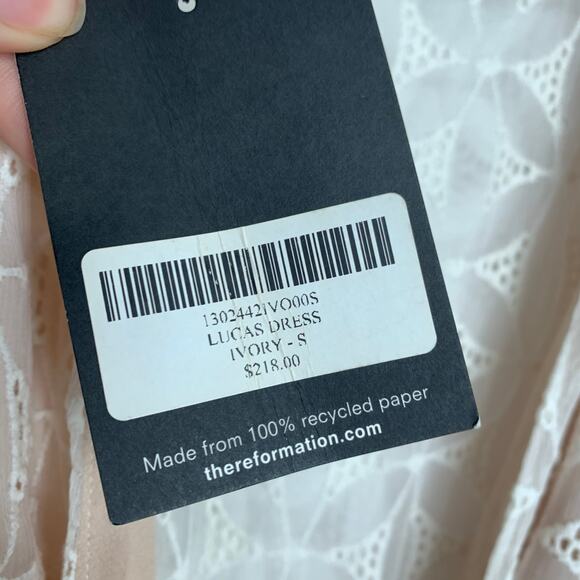 1302442IVO00S
LUCAS DRESS
IVORY - S
$218.00
Made from 100% recycled paper
thereformation.com